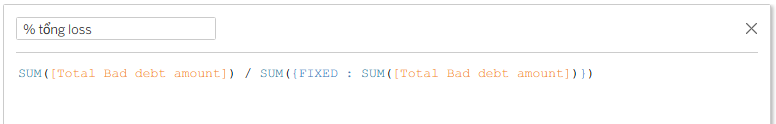 % tổng loss
SUM([Total Bad debt amount]) / SUM({FIXED : SUM([Total Bad debt amount])})